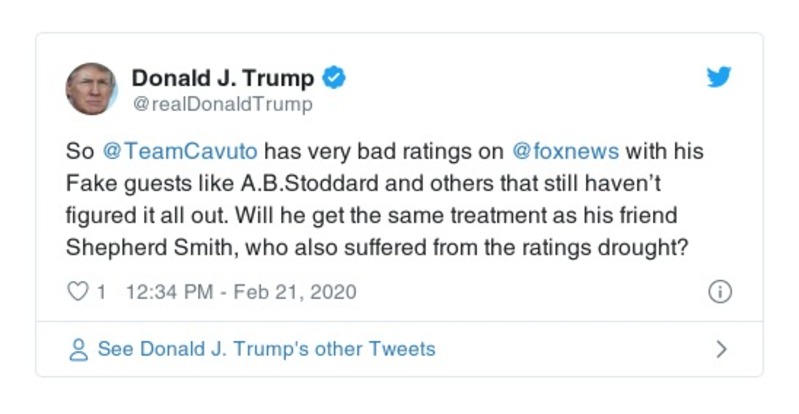 Donald J. Trump
@realDonaldTrump
So @TeamCavuto has very bad ratings on @foxnews with his
Fake guests like A.B.Stoddard and others that still haven’t
figured it all out. Will he get the same treatment as his friend
Shepherd Smith, who also suffered from the ratings drought?
1 12:34 PM - Feb 21, 2020
See Donald J. Trump's other Tweets